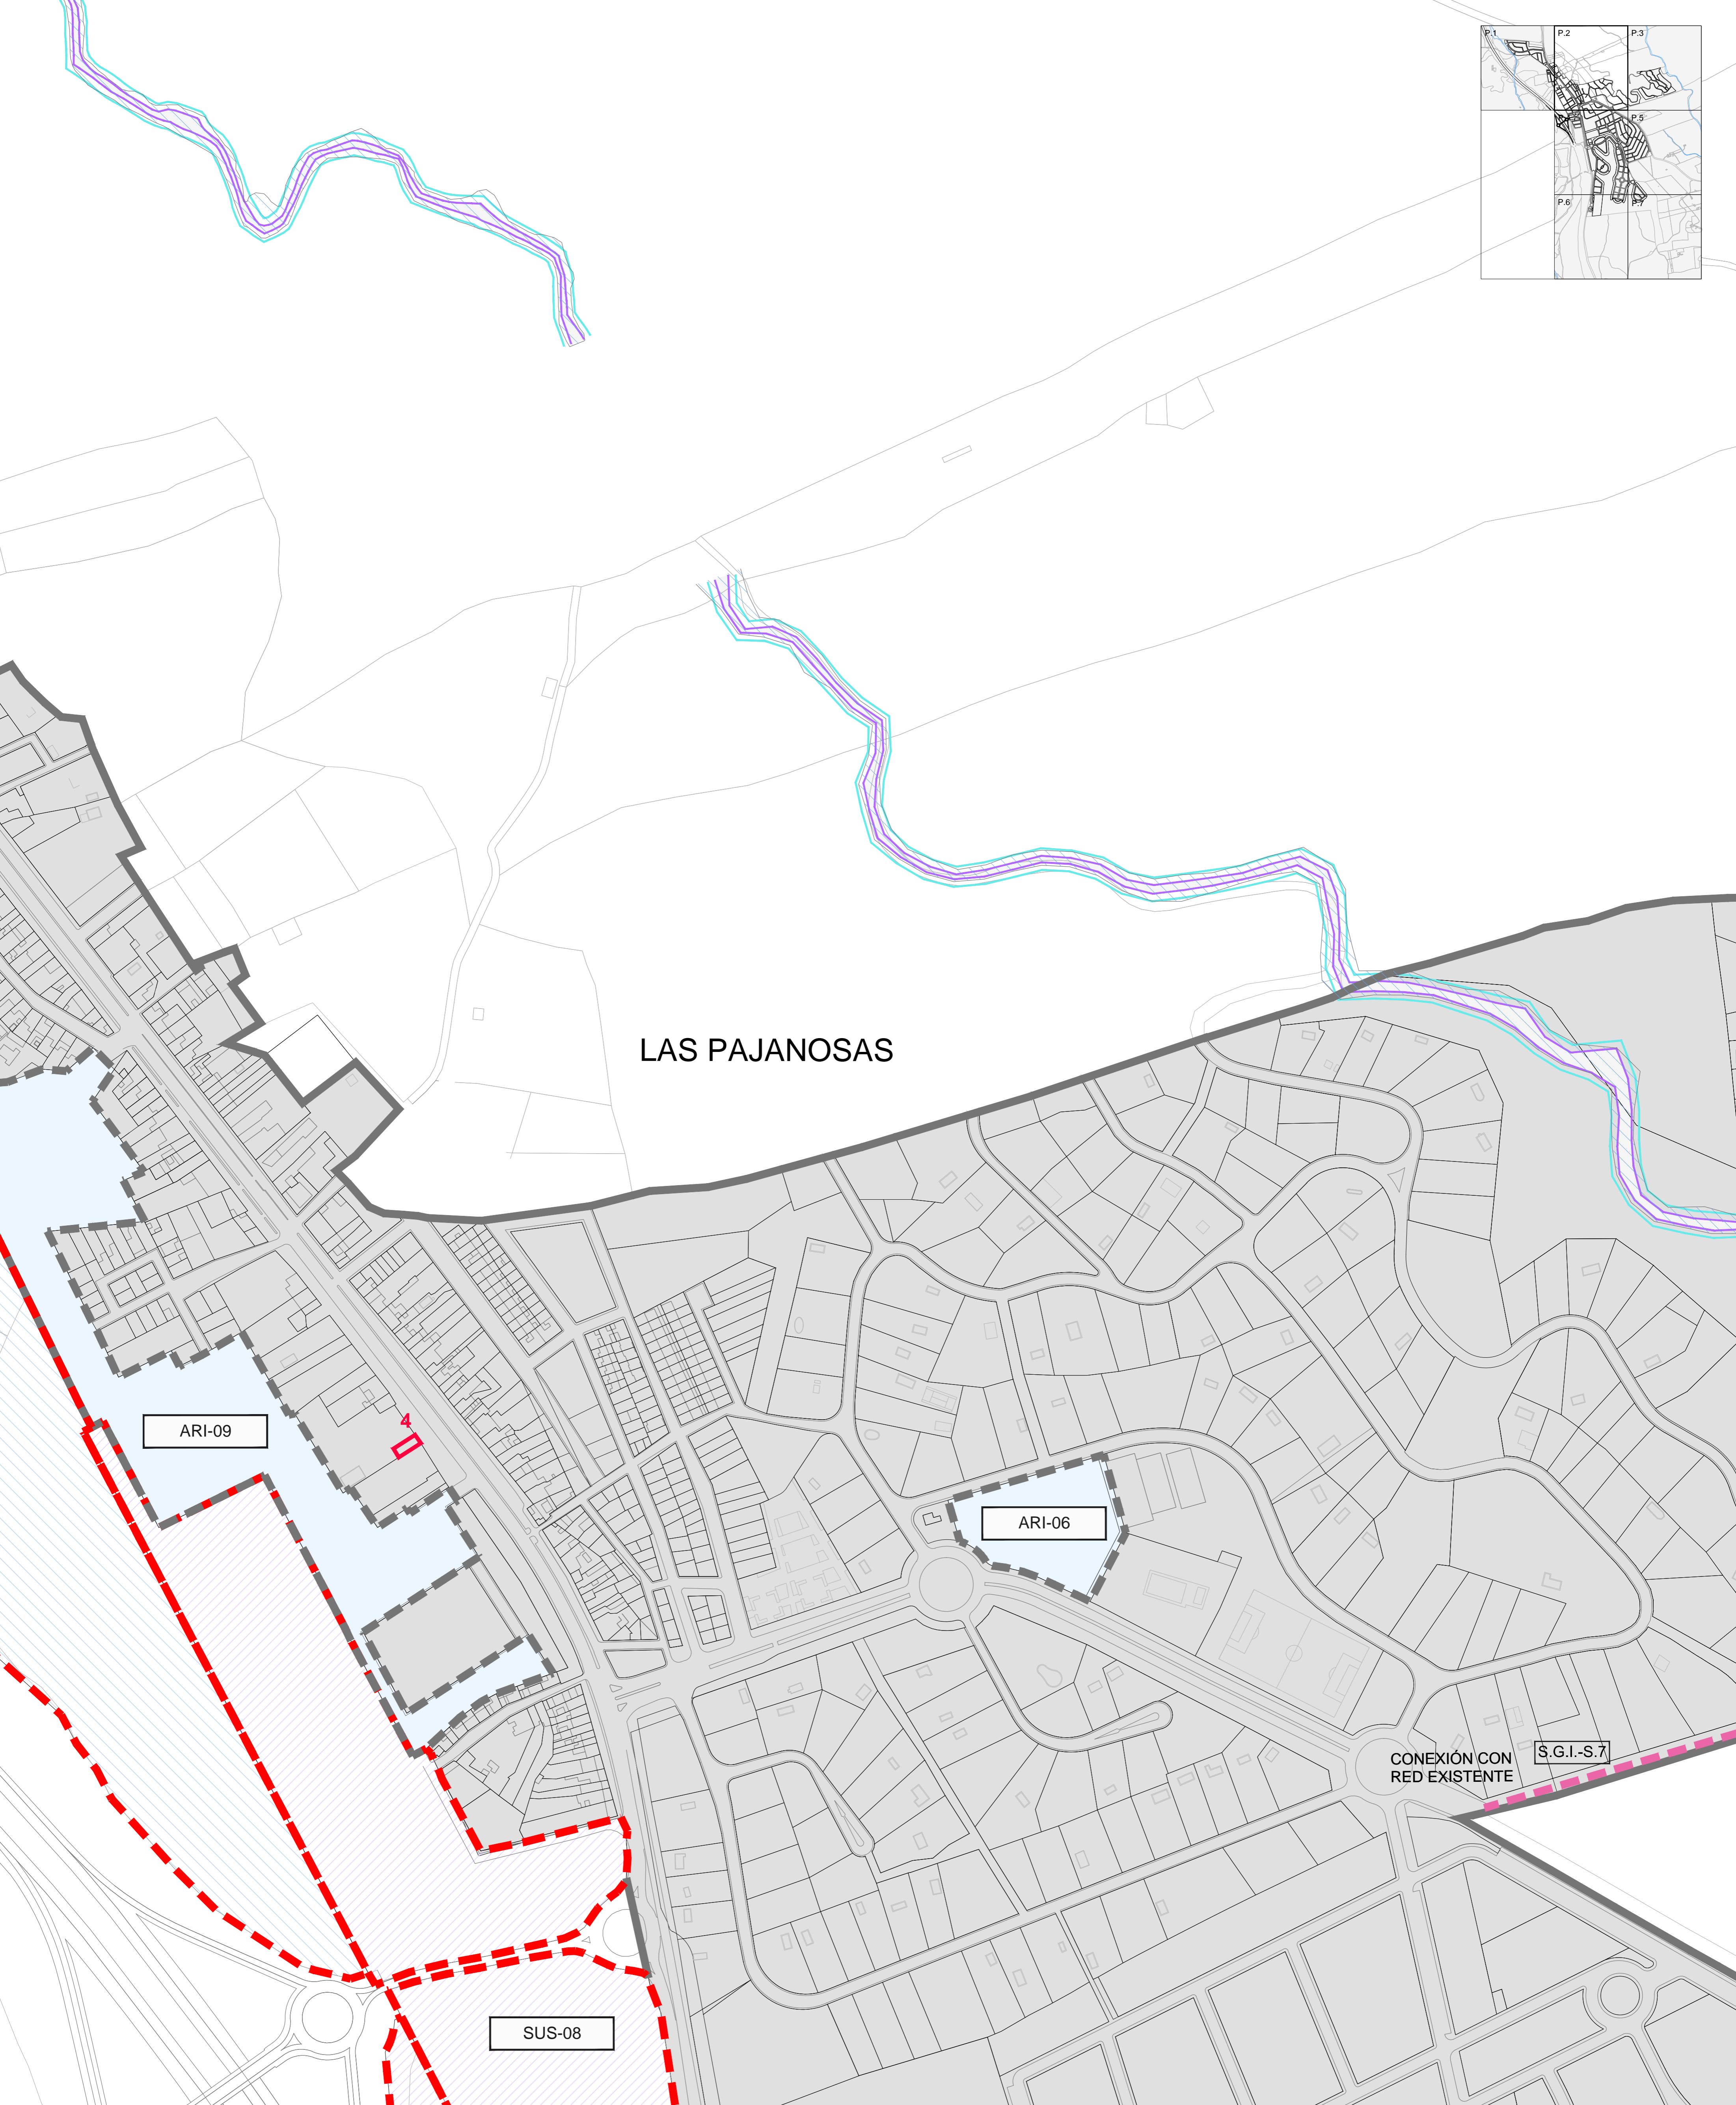 P.1
P.2
P.3
P.5
P.6
P.7
LAS PAJANOSAS
4
ARI-09
ARI-06
CONEXIÓN CON
RED EXISTENTE
S.G.I.-S.7
SUS-08